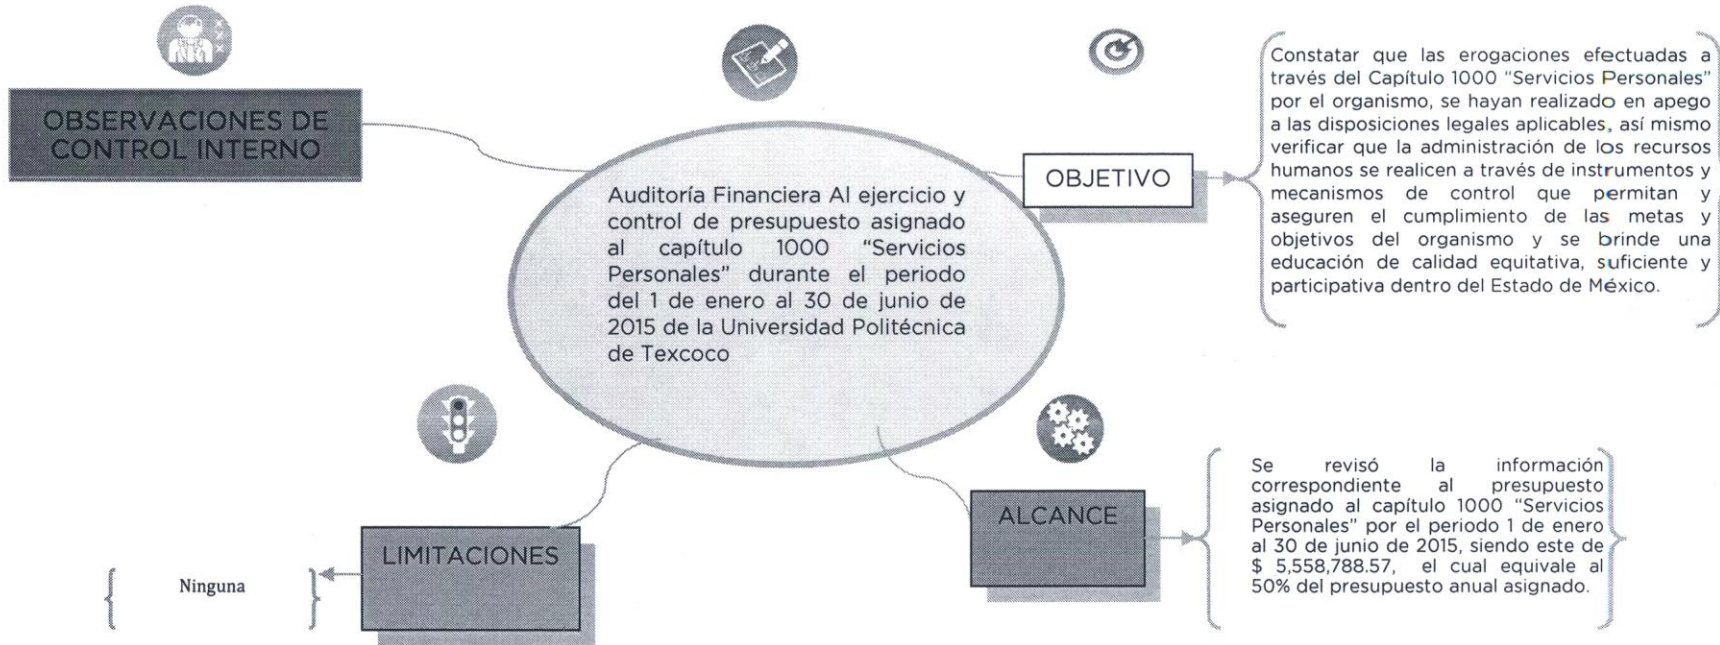 OBSERVACIONES DE
CONTROL INTERNO
Auditoría Financiera Al ejercicio y
control de presupuesto asignado
al capítulo 1000 “Servicios
Personales” durante el periodo
del 1 de enero al 30 de junio de
2015 de la Universidad Politécnica
de Texcoco
OBJETIVO
Constatar que las erogaciones efectuadas a
través del Capítulo 1000 “Servicios Personales”
por el organismo, se hayan realizado en apego
a las disposiciones legales aplicables, así mismo
verificar que la administración de los recursos
humanos se realicen a través de instrumentos y
mecanismos de control que permitan y
aseguren el cumplimiento de las metas y
objetivos del organismo y se brinde una
educación de calidad equitativa, suficiente y
participativa dentro del Estado de México.
LIMITACIONES
Ninguna
ALCANCE
Se revisó la información
correspondiente al presupuesto
asignado al capítulo 1000 “Servicios
Personales” por el periodo 1 de enero
al 30 de junio de 2015, siendo este de
$ 5,558,788.57, el cual equivale al
50% del presupuesto anual asignado.